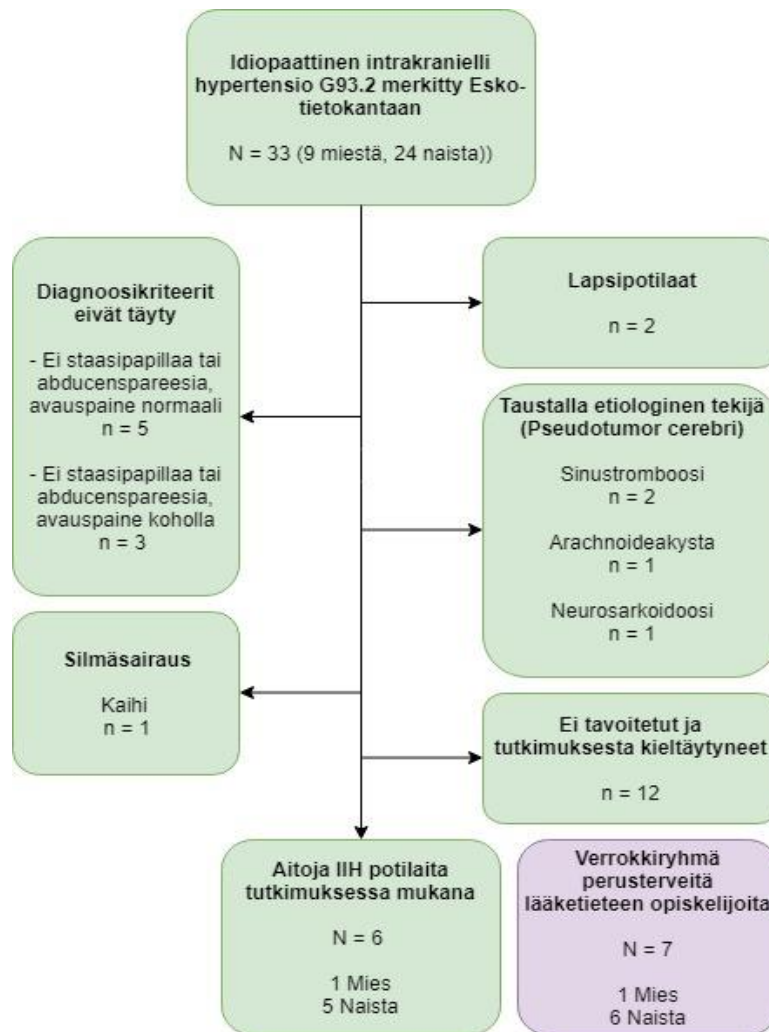 Idiopaattinen intrakranielli
hypertensio G93.2 merkitty Esko-
tietokantaan
N = 33 (9 miestä, 24 naista))
Diagnoosikriteerit
eivät täyty
- Ei staasipapillaa tai
abducenspareesia,
avauspaine normaali
n = 5
- Ei staasipapillaa tai
abducenspareesia,
avauspaine koholla
n = 3
Lapsipotilaat
n = 2
Taustalla etiologinen tekijä
(Pseudotumor cerebri)
Sinustromboosi
n = 2
Arachnoideakysta
n = 1
Neurosarkoidoosi
n = 1
Silmäsairaus
Kaihi
n = 1
Ei tavoitetut ja
tutkimuksesta kieltäytyneet
n = 12
Aitoja IIH potilaita
tutkimuksessa mukana
N = 6
1 Mies
5 Naista
Verrokkiryhmä
perusterveitä
lääketieteen opiskelijoita
N = 7
1 Mies
6 Naista